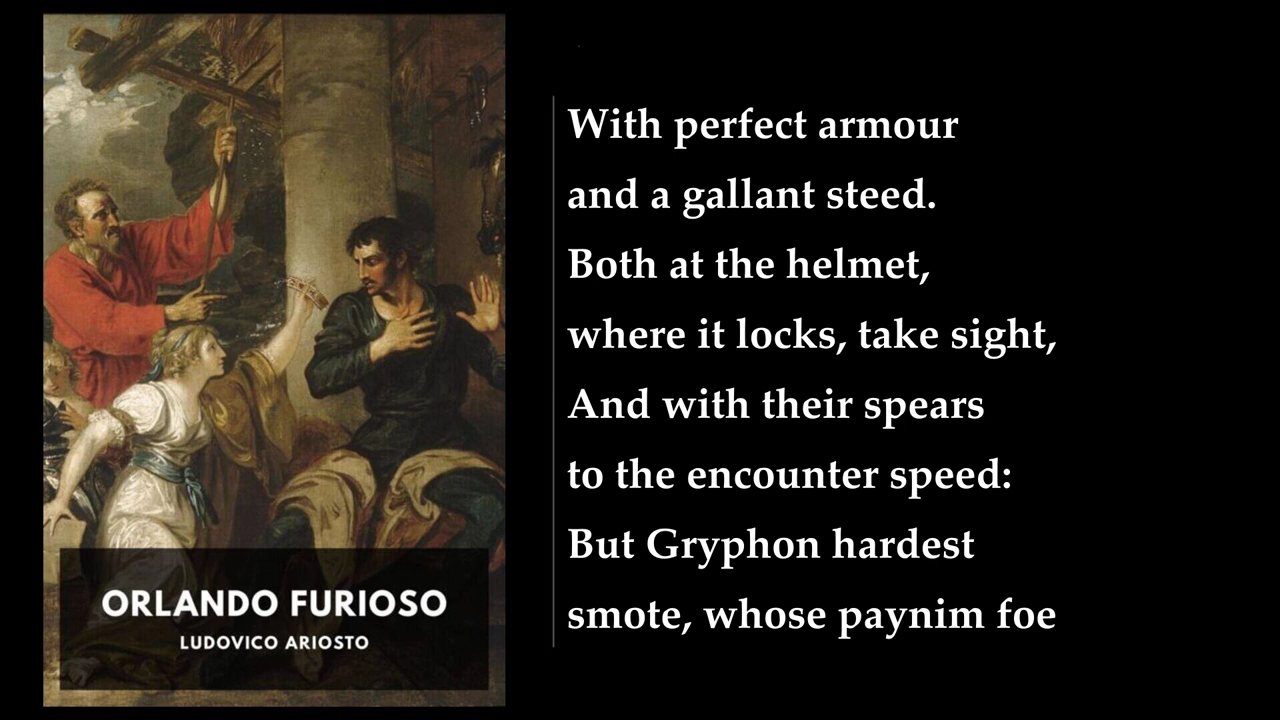 ORLANDO FURIOSO
LUDOVICO ARIOSTO
With perfect armour
and a gallant steed.
Both at the helmet,
where it locks, take sight,
And with their spears
to the encounter speed:
But Gryphon hardest
smote, whose paynim foe